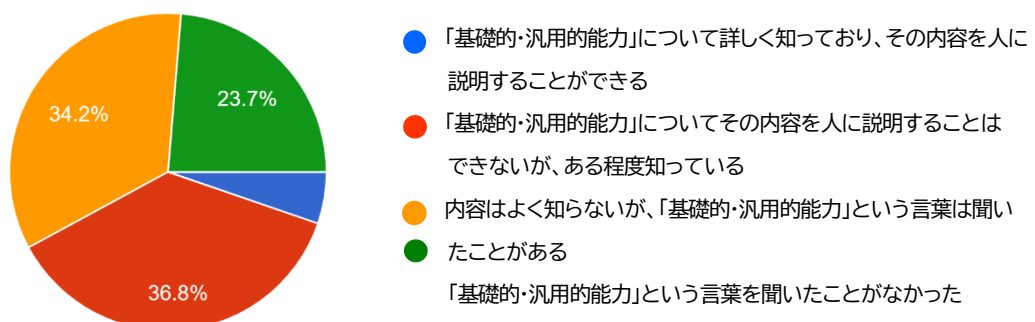 34.2%
23.7%
36.8%
「基礎的・汎用的能力」について詳しく知っており、その内容を人に
説明することができる
「基礎的・汎用的能力」についてその内容を人に説明することは
できないが、ある程度知っている
内容はよく知らないが、「基礎的・汎用的能力」という言葉は聞い
たことがある
「基礎的・汎用的能力」という言葉を聞いたことがなかった